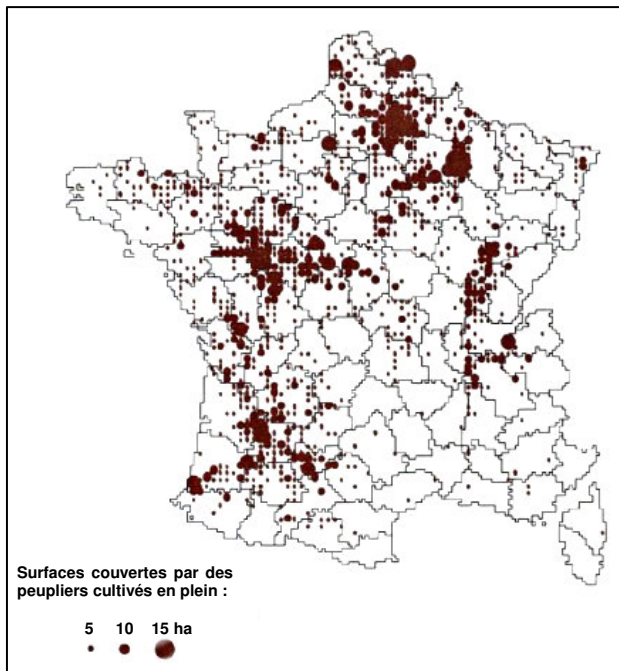 Surfaces couvertes par des
peupliers cultivés en plein :
5 10 15 ha